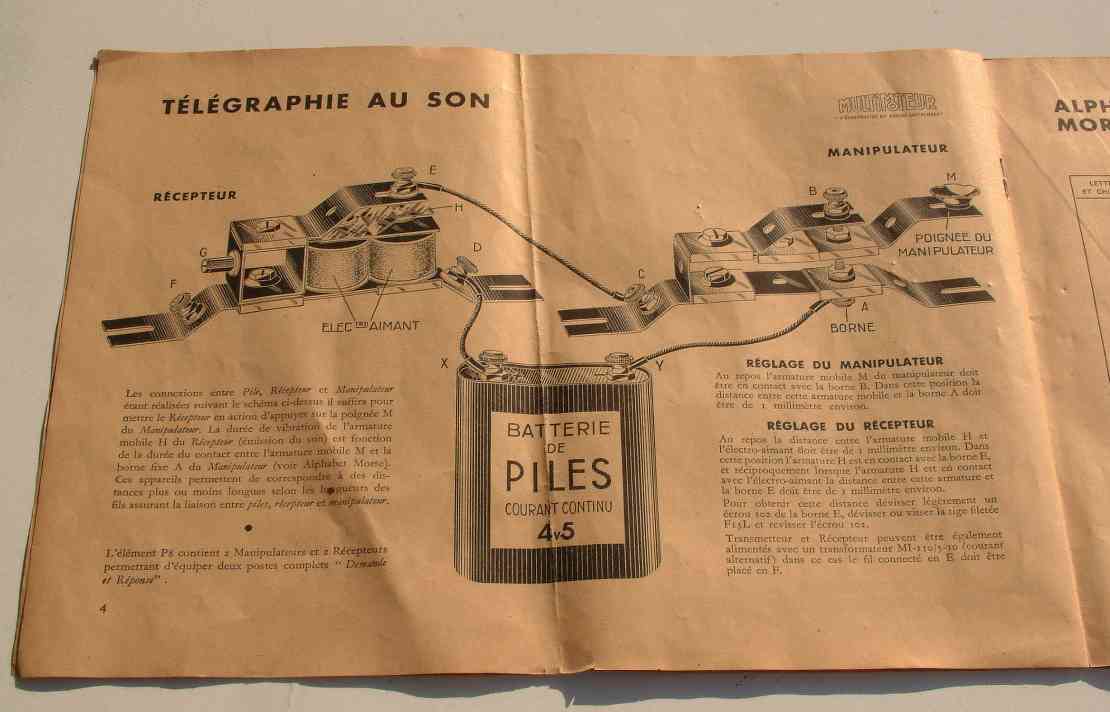 TÉLÉGRAPHIE AU SON
RÉCEPTEUR
E
H
D
G
F
ELEC AIMANT
MULTIMOTEUR
MANIPULATEUR
B
M
POIGNÉE DU
MANIPULATEUR
C
A
BORNE
X
Y
BATTERIE
DE
PILES
COURANT CONTINU
4v5
Les connexions entre Pile, Récepteur et Manipulateur
étant réalisées suivant le schéma ci-dessus il suffira pour
mettre le Récepteur en action d'appuyer sur la poignée M
du Manipulateur. La durée de vibration de l'armature
mobile H du Récepteur (émission du son) est fonction
de la durée du contact entre l'armature mobile M et la
borne fixe A du Manipulateur (voir Alphabet Morse).
Ces appareils permettent de correspondre à des dis-
tances plus ou moins longues selon les longueurs des
fils assurant la liaison entre piles, récepteur et manipulateur.
L'élément P8 contient 2 Manipulateurs et 2 Récepteurs
permettant d'équiper deux postes complets " Demande
et Réponse" .
4
RÉGLAGE DU MANIPULATEUR
Au repos l'armature mobile M du manipulateur doit
être en contact avec la borne B. Dans cette position la
distance entre cette armature mobile et la borne A doit
être de 1 millimètre environ.
RÉGLAGE DU RÉCEPTEUR
Au repos la distance entre l'armature mobile H et
l'électro-aimant doit être de 1 millimètre environ. Dans
cette position l'armature H est en contact avec la borne E,
et réciproquement lorsque l'armature H est en contact
avec l'électro-aimant la distance entre cette armature et
la borne E doit être de 1 millimètre environ.
Pour obtenir cette distance dévisser légèrement un
écrou 102 de la borne E, dévisser ou visser la tige filetée
F15L et revisser l'écrou 102.
Transmetteur et Récepteur peuvent être également
alimentés avec un transformateur MI-110/5-10 (courant
alternatif) dans ce cas le fil connecté en E doit être
placé en F.
ALPH
MOR
LETT
ET CH